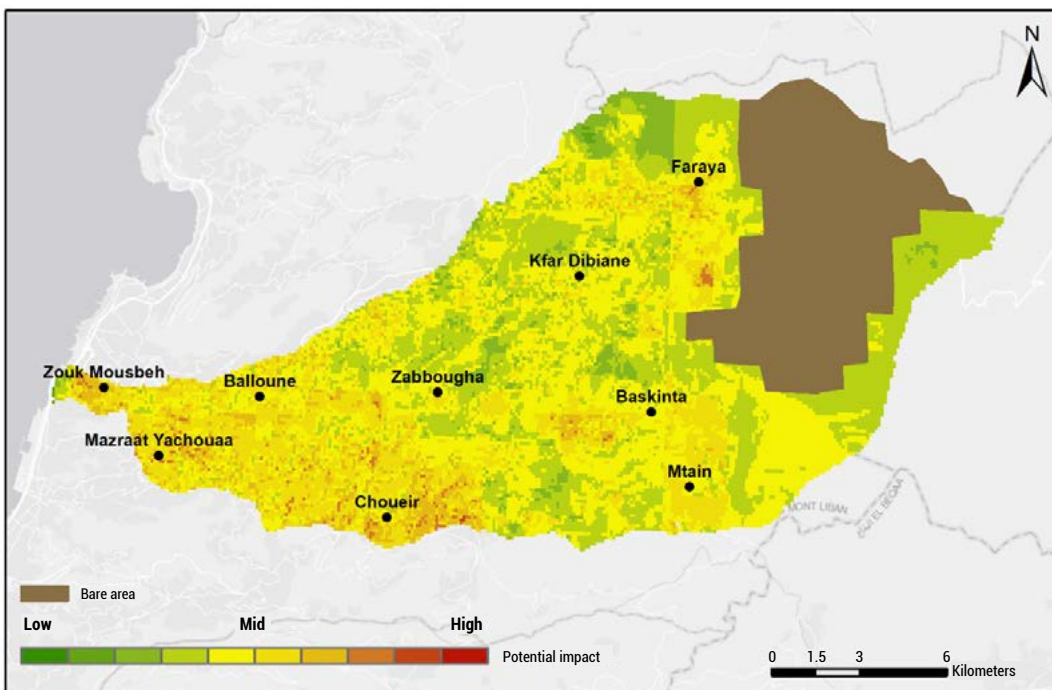 N
Faraya
Kfar Dibiane
Zouk Mousbeh
Balloune
Zabbougha
Baskinta
Mazraat Yachouaa
Mtain
Choueir
MONT LIBAN
Bare area
Low Mid High
Potential impact
0 1.5 3 6
Kilometers